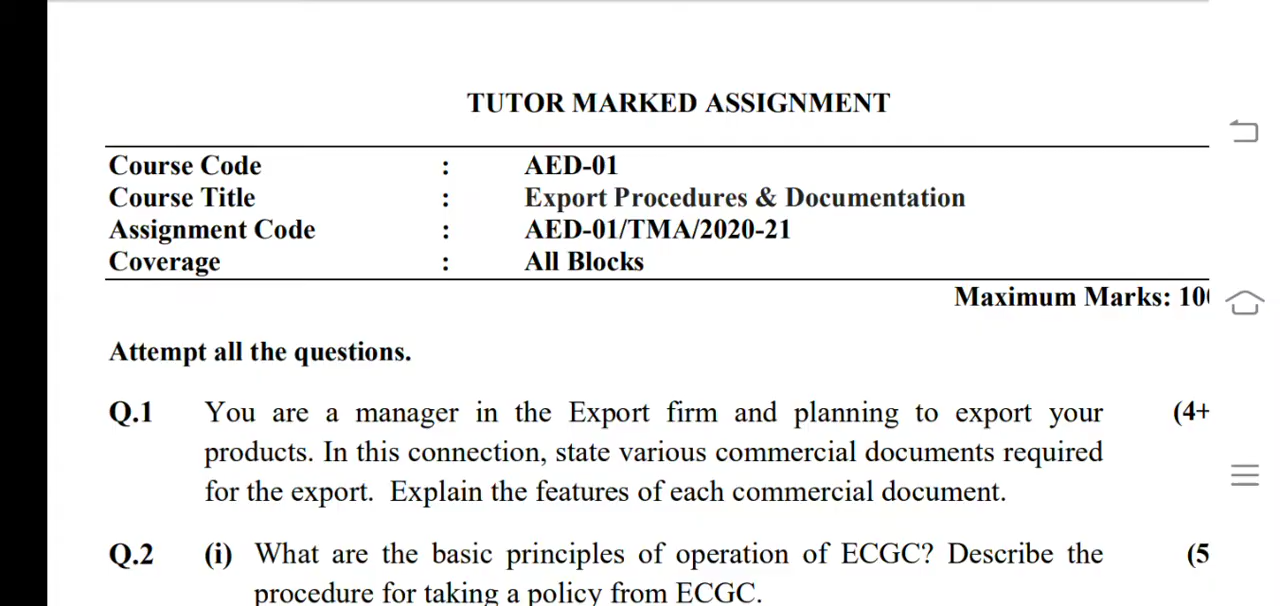 TUTOR MARKED ASSIGNMENT
Course Code : AED-01
Course Title : Export Procedures & Documentation
Assignment Code : AED-01/TMA/2020-21
Coverage : All Blocks
Maximum Marks: 10
Attempt all the questions.
Q.1 You are a manager in the Export firm and planning to export your (4+
products. In this connection, state various commercial documents required
for the export. Explain the features of each commercial document.
Q.2 (i) What are the basic principles of operation of ECGC? Describe the (5
procedure for taking a policy from ECGC.